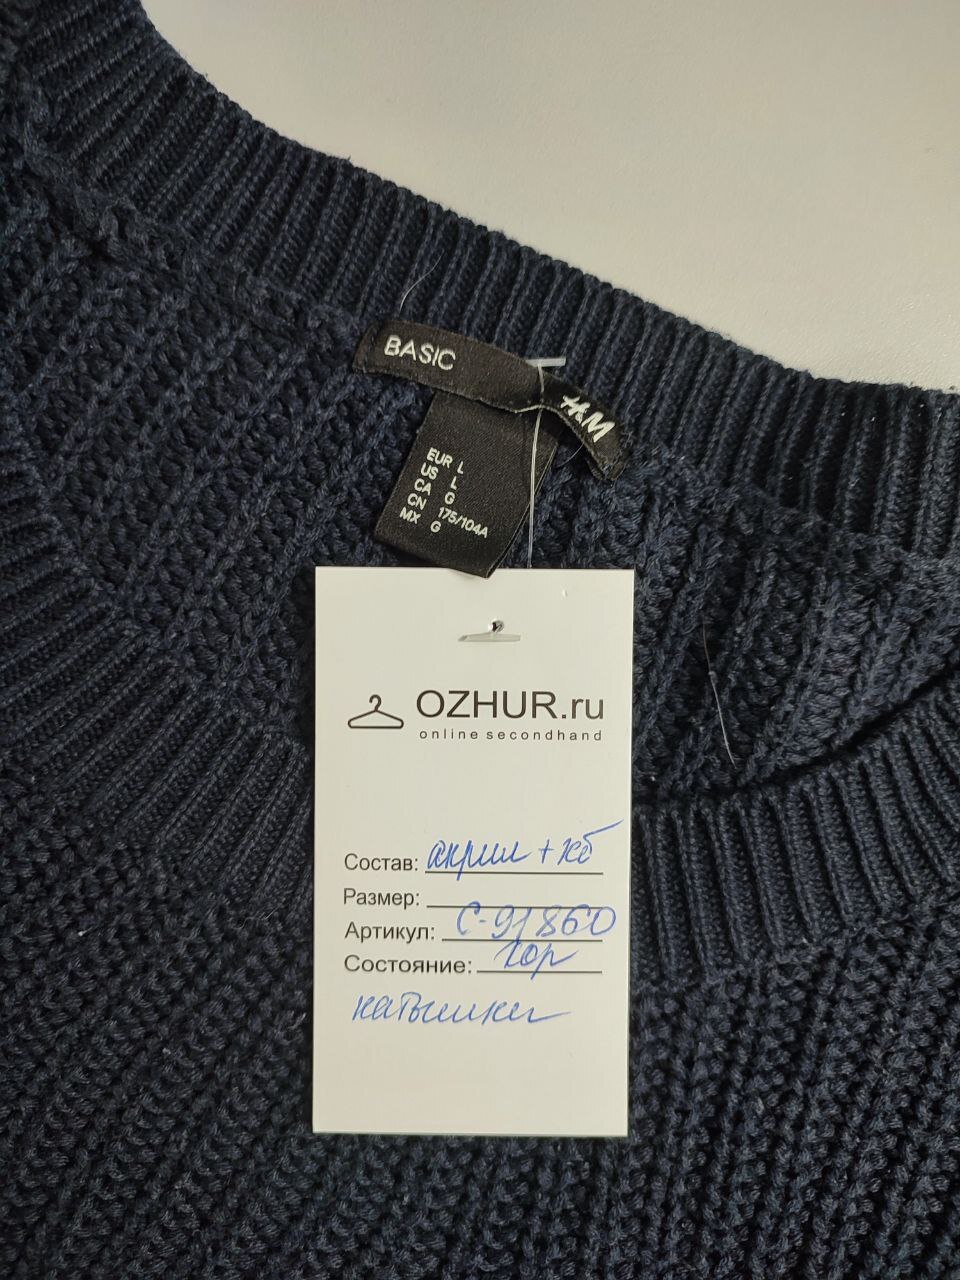 BASIC
H&M
EUR L
US L
CA G
CN 175/104A
MX G
OZHUR.ru
online secondhand
Состав: акрил + хб
Размер:
Артикул: С-91860
Состояние: хор
катышки